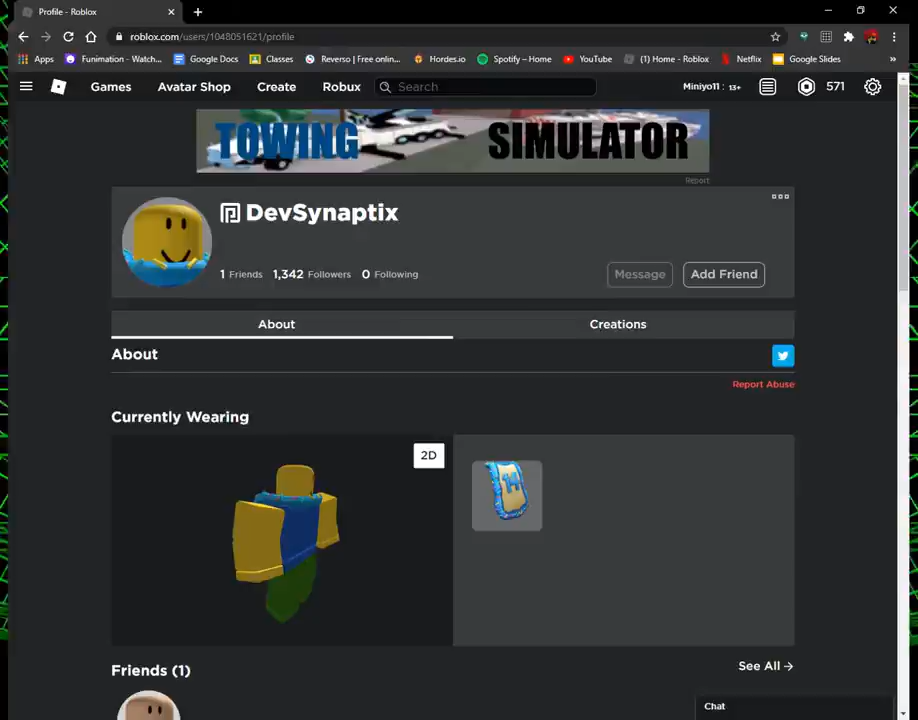 Profile - Roblox
roblox.com/users/1048051621/profile
Apps Funimation - Watch... Google Docs Classes Reverso | Free onlin... Hordes.io Spotify – Home YouTube (1) Home - Roblox Netflix Google Slides »
Games Avatar Shop Create Robux Search Miniyo11 : 13+ 571
TOWING SIMULATOR
Report
DevSynaptix
1 Friends 1,342 Followers 0 Following Message Add Friend
About Creations
About
Report Abuse
Currently Wearing
2D
14
Friends (1) See All →
Chat